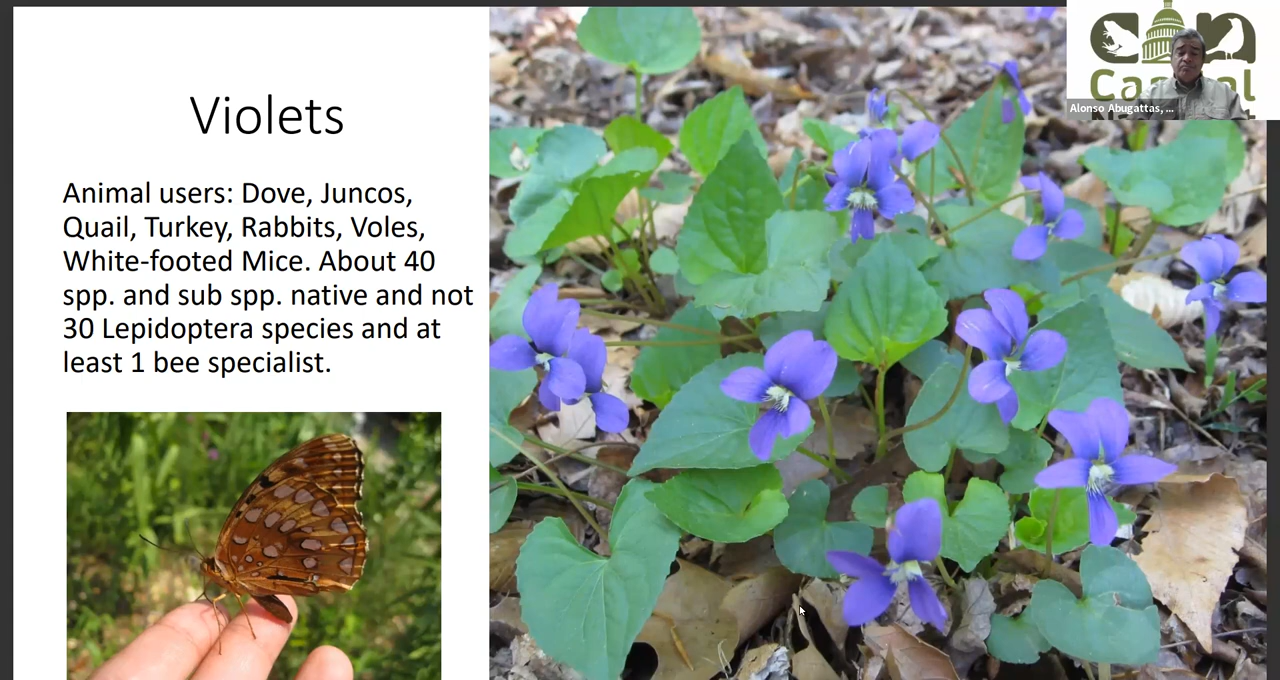 Violets
Animal users: Dove, Juncos,
Quail, Turkey, Rabbits, Voles,
White-footed Mice. About 40
spp. and sub spp. native and not
30 Lepidoptera species and at
least 1 bee specialist.
Alonso Abugattas, ...